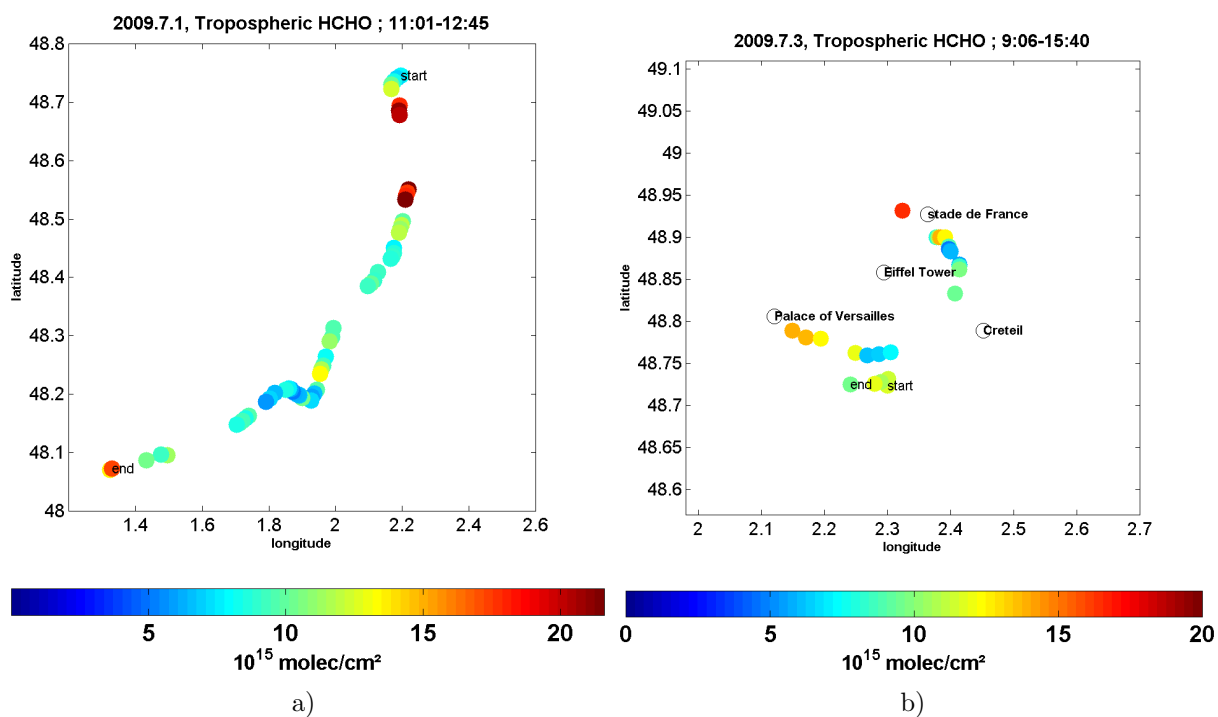 2009.7.1, Tropospheric HCHO ; 11:01-12:45
48.8
48.7
48.6
48.5
48.4
48.3
48.2
48.1
48
latitude
start
end
1.4 1.6 1.8 2 2.2 2.4 2.6
longitude
5 10 15 20
10¹⁵ molec/cm²
a)
2009.7.3, Tropospheric HCHO ; 9:06-15:40
49.1
49.05
49
48.95
48.9
48.85
48.8
48.75
48.7
48.65
48.6
latitude
stade de France
Eiffel Tower
Palace of Versailles
Creteil
end
start
2 2.1 2.2 2.3 2.4 2.5 2.6 2.7
longitude
0 5 10 15 20
10¹⁵ molec/cm²
b)